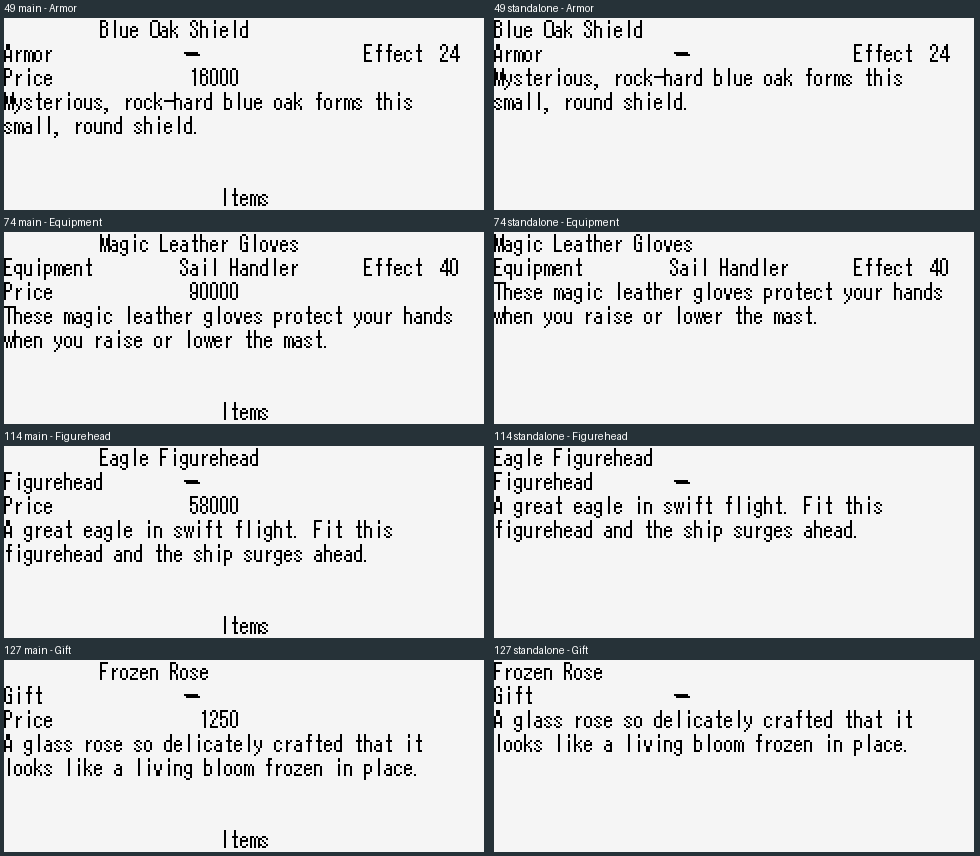 49 main - Armor
Blue Oak Shield
Armor — Effect 24
Price 16000
Mysterious, rock-hard blue oak forms this
small, round shield.
Items
49 standalone - Armor
Blue Oak Shield
Armor — Effect 24
Mysterious, rock-hard blue oak forms this
small, round shield.
74 main - Equipment
Magic Leather Gloves
Equipment Sail Handler Effect 40
Price 90000
These magic leather gloves protect your hands
when you raise or lower the mast.
Items
74 standalone - Equipment
Magic Leather Gloves
Equipment Sail Handler Effect 40
These magic leather gloves protect your hands
when you raise or lower the mast.
114 main - Figurehead
Eagle Figurehead
Figurehead —
Price 58000
A great eagle in swift flight. Fit this
figurehead and the ship surges ahead.
Items
114 standalone - Figurehead
Eagle Figurehead
Figurehead —
A great eagle in swift flight. Fit this
figurehead and the ship surges ahead.
127 main - Gift
Frozen Rose
Gift —
Price 1250
A glass rose so delicately crafted that it
looks like a living bloom frozen in place.
Items
127 standalone - Gift
Frozen Rose
Gift —
A glass rose so delicately crafted that it
looks like a living bloom frozen in place.